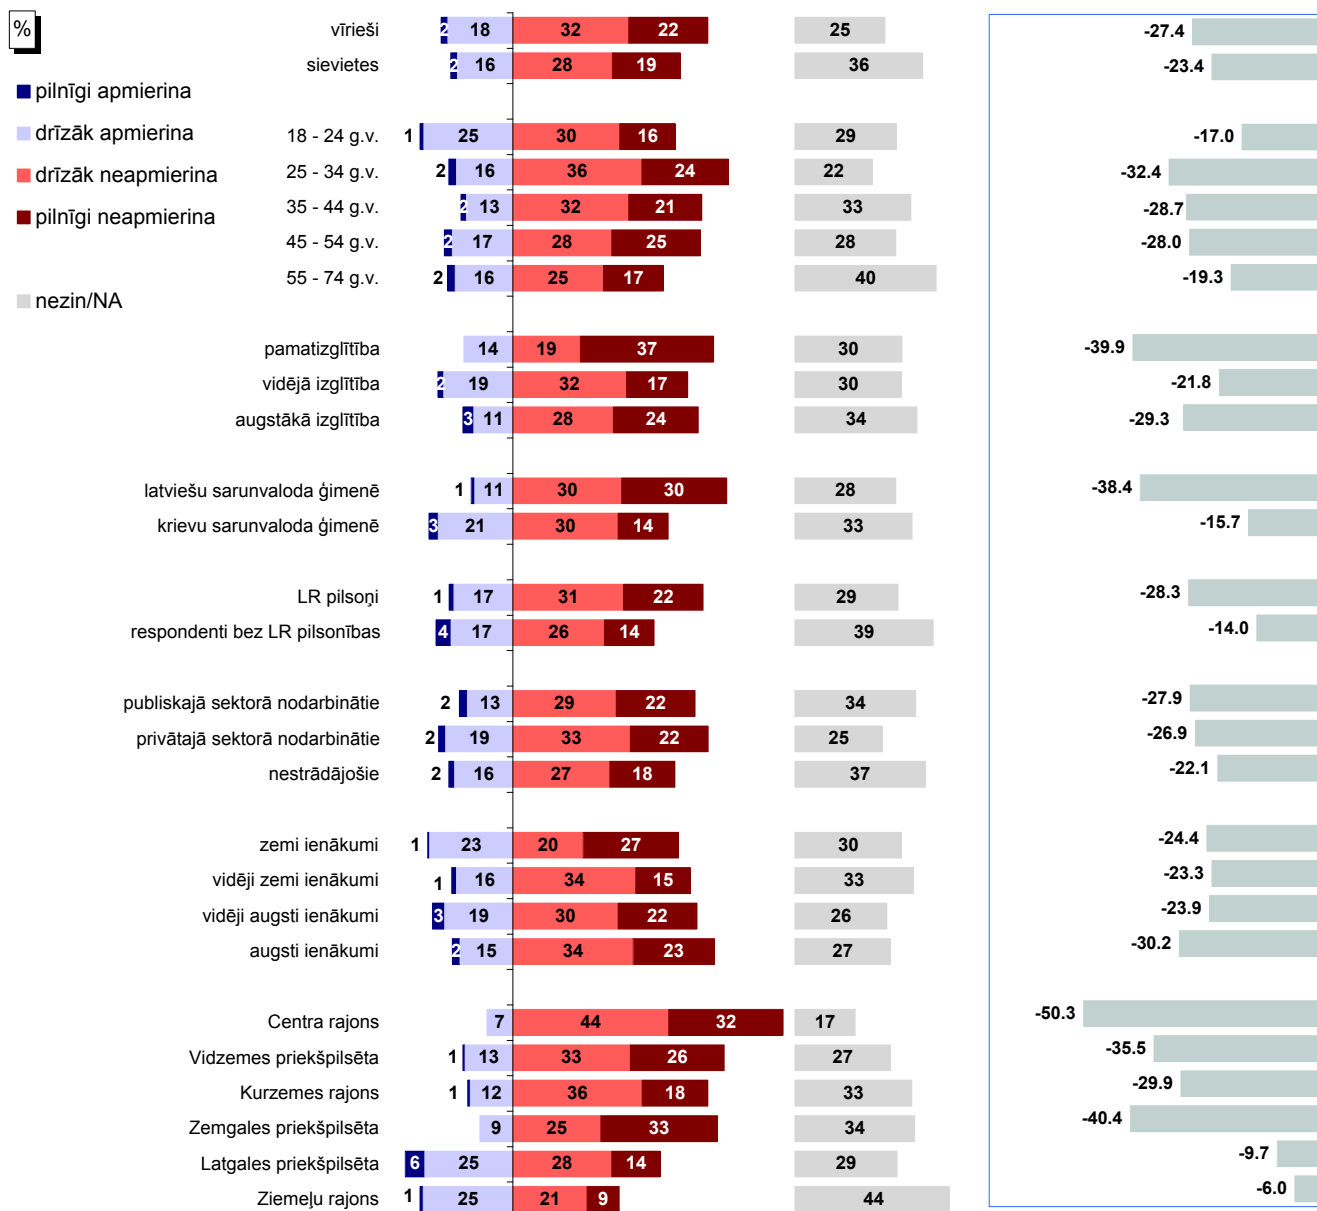 %
pilnīgi apmierina
drīzāk apmierina
drīzāk neapmierina
pilnīgi neapmierina
nezin/NA
vīrieši 2 18 32 22 25 -27.4
sievietes 2 16 28 19 36 -23.4
18 - 24 g.v. 1 25 30 16 29 -17.0
25 - 34 g.v. 2 16 36 24 22 -32.4
35 - 44 g.v. 2 13 32 21 33 -28.7
45 - 54 g.v. 2 17 28 25 28 -28.0
55 - 74 g.v. 2 16 25 17 40 -19.3
pamatizglītība 14 19 37 30 -39.9
vidējā izglītība 2 19 32 17 30 -21.8
augstākā izglītība 3 11 28 24 34 -29.3
latviešu sarunvaloda ģimenē 1 11 30 30 28 -38.4
krievu sarunvaloda ģimenē 3 21 30 14 33 -15.7
LR pilsoņi 1 17 31 22 29 -28.3
respondenti bez LR pilsonības 4 17 26 14 39 -14.0
publiskajā sektorā nodarbinātie 2 13 29 22 34 -27.9
privātajā sektorā nodarbinātie 2 19 33 22 25 -26.9
nestrādājošie 2 16 27 18 37 -22.1
zemi ienākumi 1 23 20 27 30 -24.4
vidēji zemi ienākumi 1 16 34 15 33 -23.3
vidēji augsti ienākumi 3 19 30 22 26 -23.9
augsti ienākumi 2 15 34 23 27 -30.2
Centra rajons 7 44 32 17 -50.3
Vidzemes priekšpilsēta 1 13 33 26 27 -35.5
Kurzemes rajons 1 12 36 18 33 -29.9
Zemgales priekšpilsēta 9 25 33 34 -40.4
Latgales priekšpilsēta 6 25 28 14 29 -9.7
Ziemeļu rajons 1 25 21 9 44 -6.0